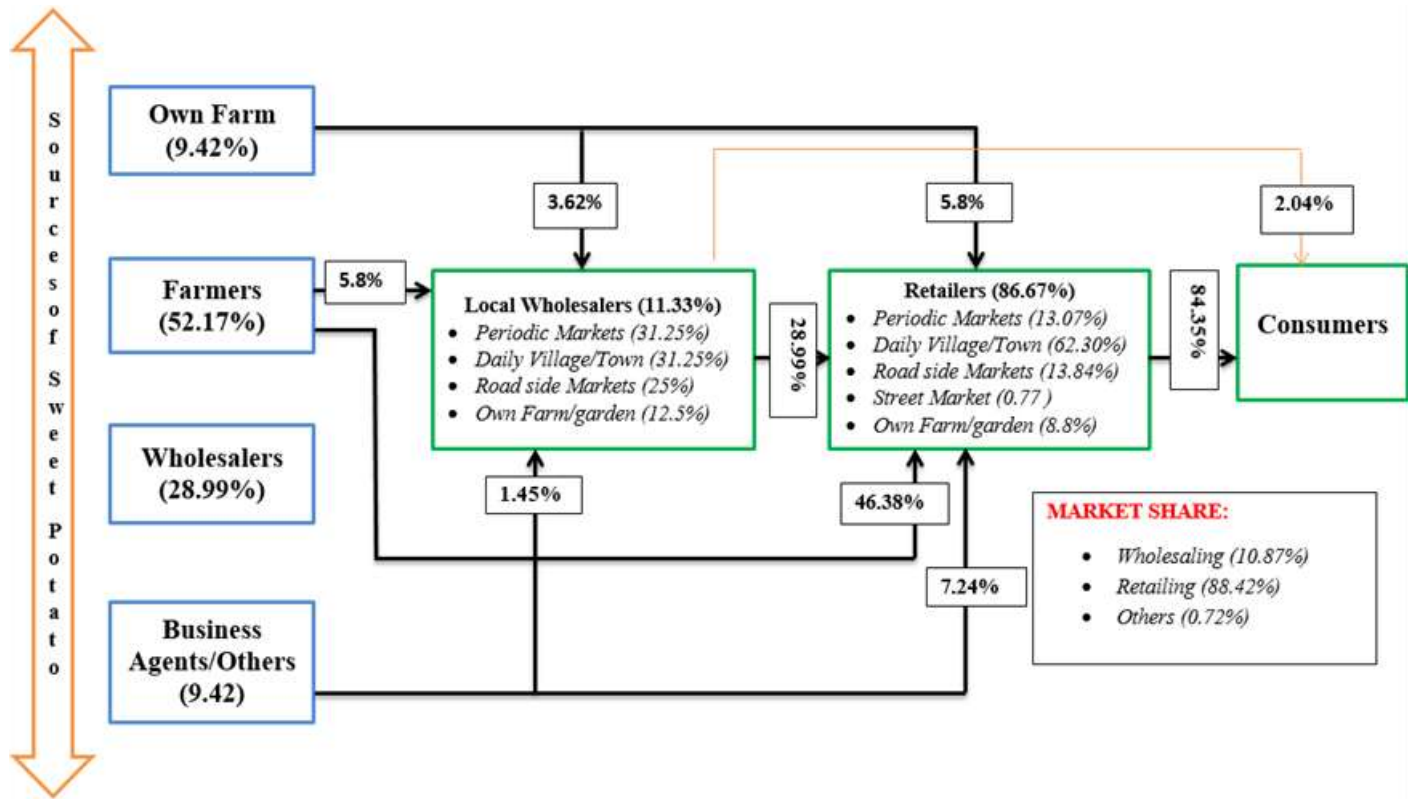 Sources of Sweet Potato
Own Farm
(9.42%)
Farmers
(52.17%)
Wholesalers
(28.99%)
Business
Agents/Others
(9.42)
3.62%
5.8%
2.04%
5.8%
Local Wholesalers (11.33%)
• Periodic Markets (31.25%)
• Daily Village/Town (31.25%)
• Road side Markets (25%)
• Own Farm/garden (12.5%)
28.99%
Retailers (86.67%)
• Periodic Markets (13.07%)
• Daily Village/Town (62.30%)
• Road side Markets (13.84%)
• Street Market (0.77 )
• Own Farm/garden (8.8%)
84.35%
Consumers
1.45%
46.38%
7.24%
MARKET SHARE:
• Wholesaling (10.87%)
• Retailing (88.42%)
• Others (0.72%)